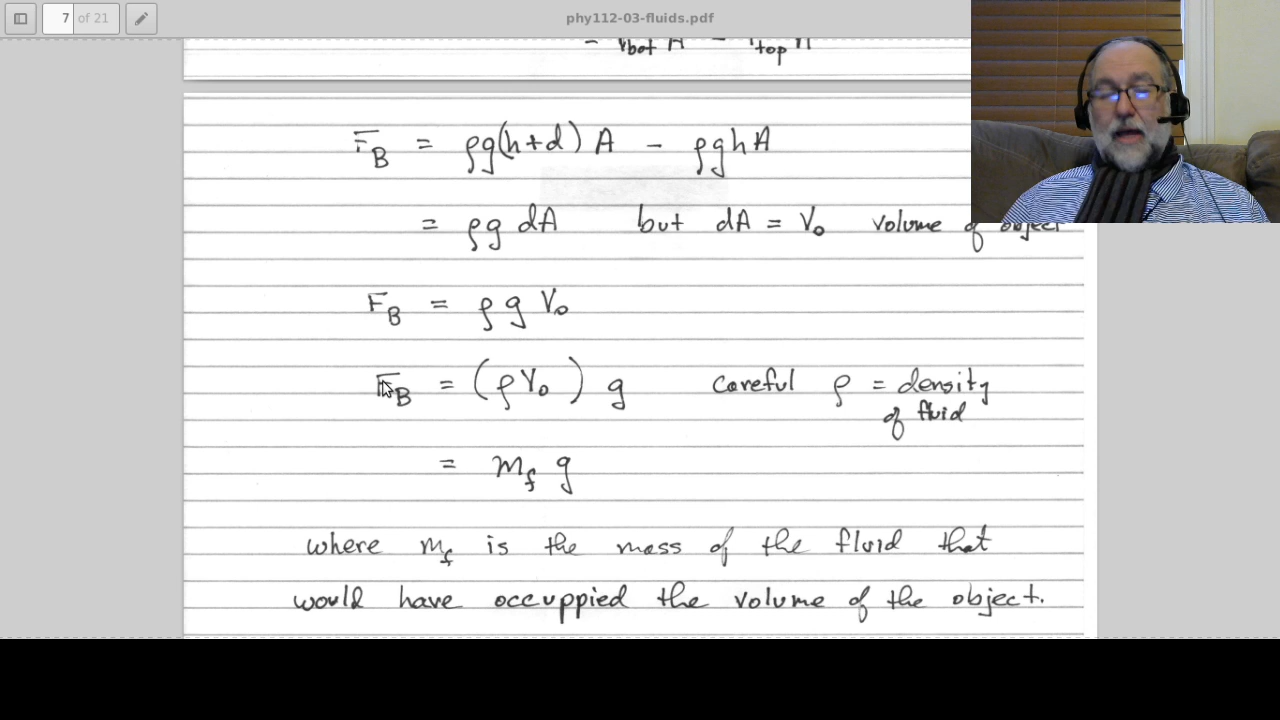 7 of 21
phy112-03-fluids.pdf
F_B = ρg(h+d) A − ρghA
= ρg dA but dA = V₀ volume of object
F_B = ρ g V₀
F_B = (ρV₀) g careful ρ = density
of fluid
= m_f g
where m_f is the mass of the fluid that
would have occuppied the volume of the object.